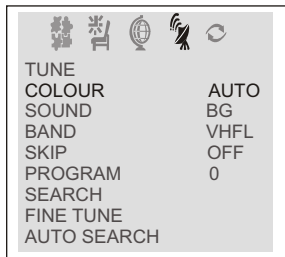 TUNE
COLOUR AUTO
SOUND BG
BAND VHFL
SKIP OFF
PROGRAM 0
SEARCH
FINE TUNE
AUTO SEARCH